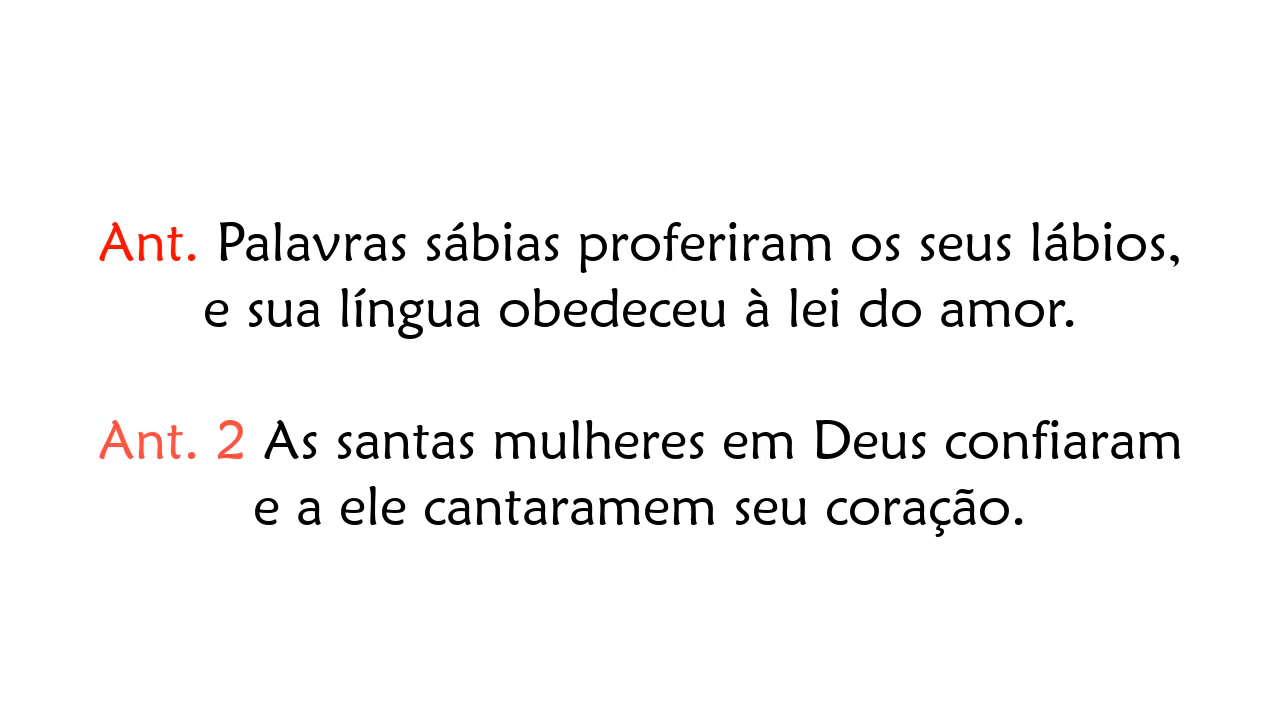 Ant. Palavras sábias proferiram os seus lábios,
e sua língua obedeceu à lei do amor.
Ant. 2 As santas mulheres em Deus confiaram
e a ele cantaramem seu coração.